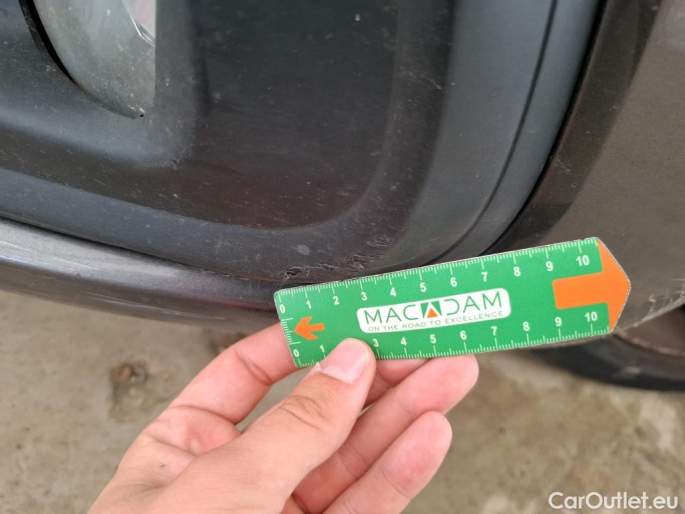 0 1 2 3 4 5 6 7 8 9 10
MACADAM
ON THE ROAD TO EXCELLENCE
0 1 3 4 5 6 7 8 9 10
CarOutlet.eu